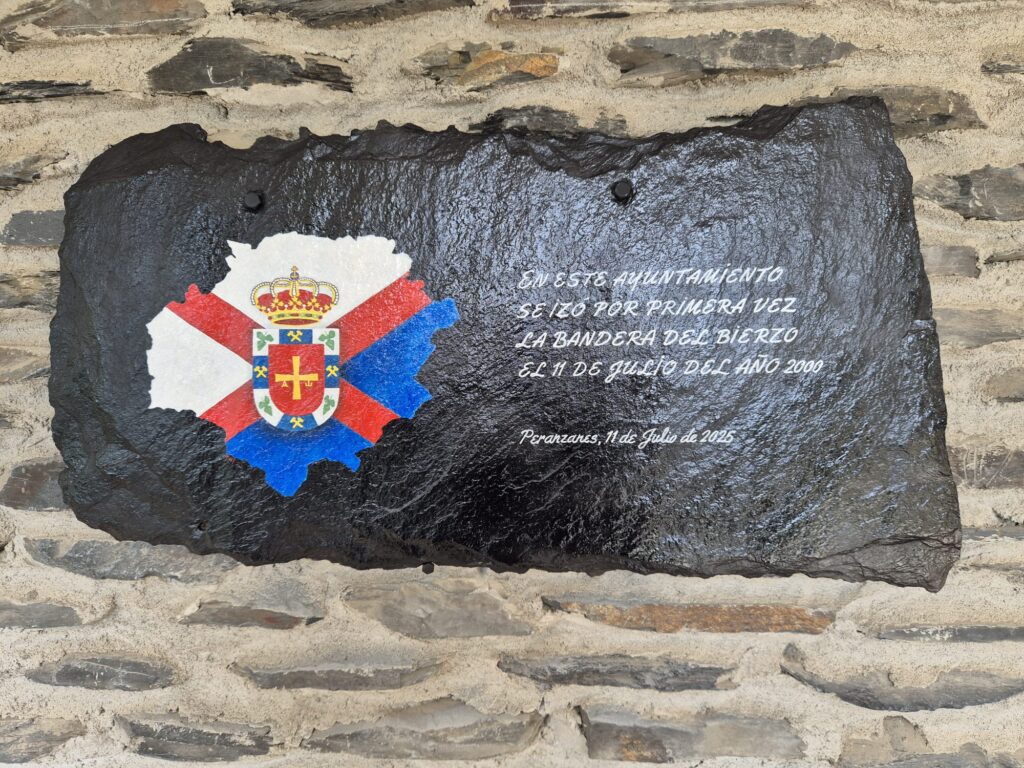 EN ESTE AYUNTAMIENTO
SE IZO POR PRIMERA VEZ
LA BANDERA DEL BIERZO
EL 11 DE JULIO DEL AÑO 2000
Peranzanes, 11 de Julio de 2025